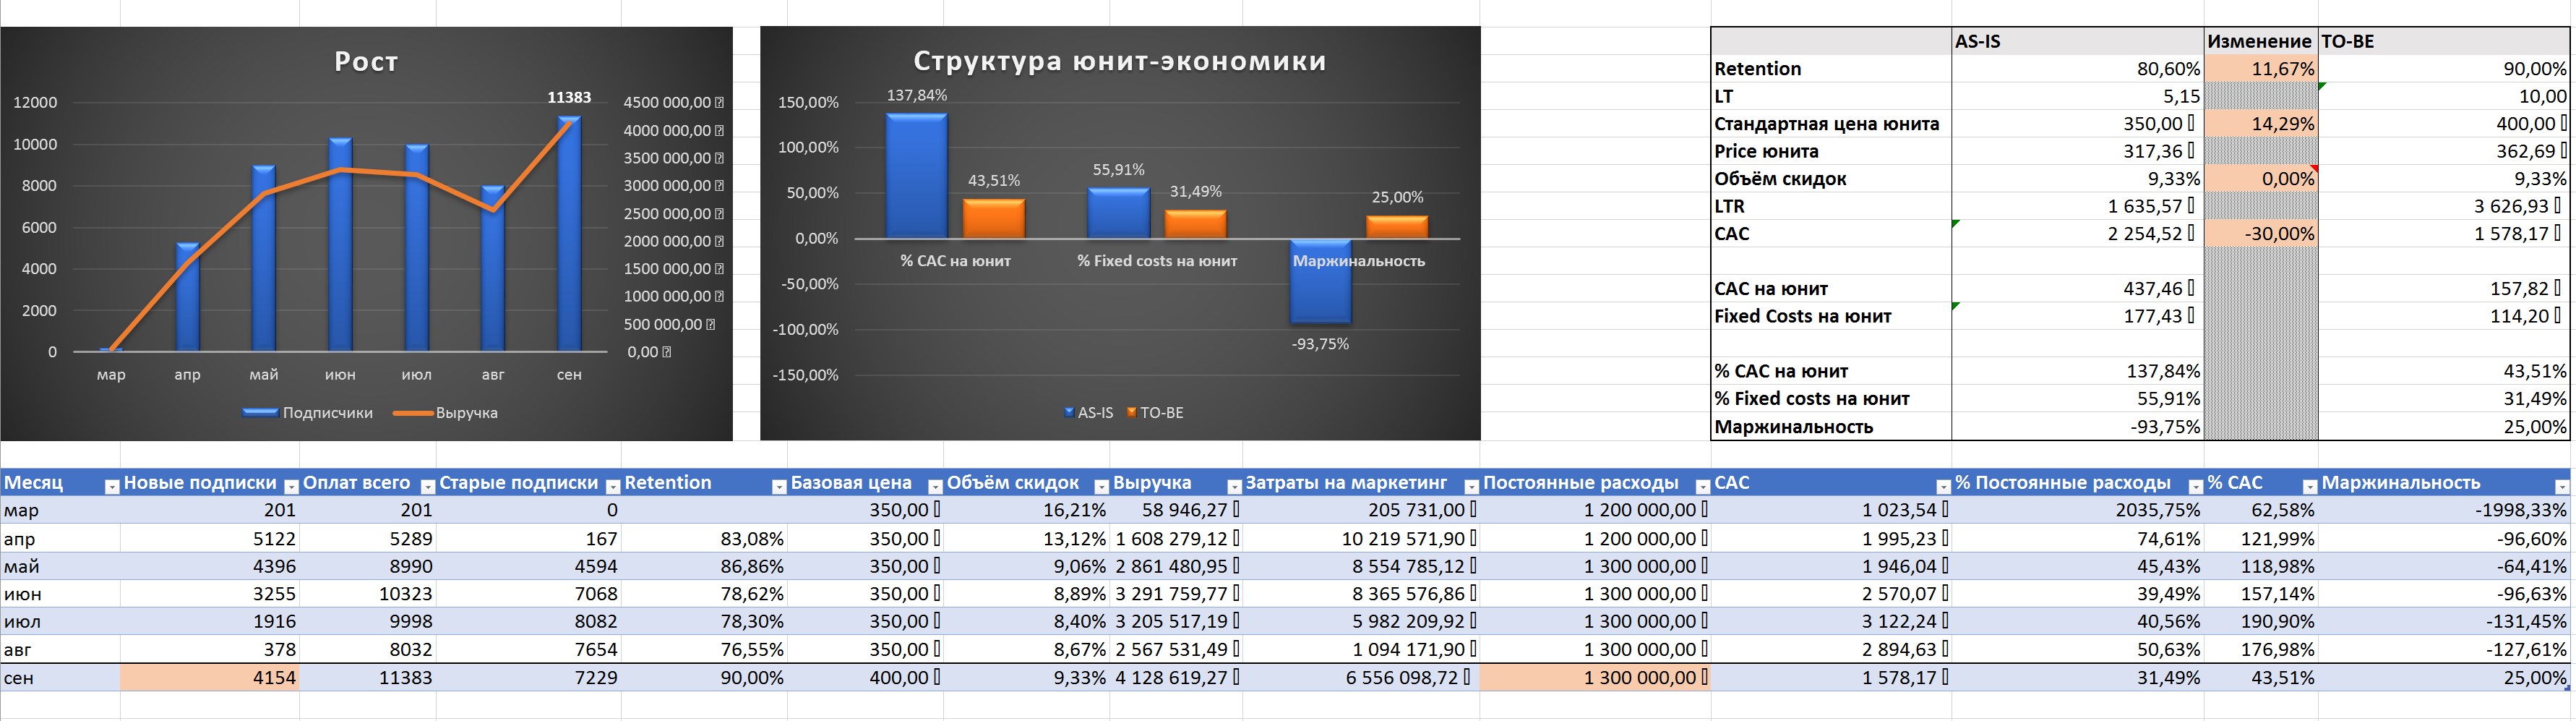 Рост
12000
10000
8000
6000
4000
2000
0
11383
4500 000,00
4000 000,00
3500 000,00
3000 000,00
2500 000,00
2000 000,00
1500 000,00
1000 000,00
500 000,00
0,00
мар апр май июн июл авг сен
Подписчики Выручка
Структура юнит-экономики
150,00%
100,00%
50,00%
0,00%
-50,00%
-100,00%
-150,00%
137,84%
43,51%
55,91%
31,49%
25,00%
-93,75%
% CAC на юнит % Fixed costs на юнит Маржинальность
AS-IS TO-BE
AS-IS Изменение TO-BE
Retention 80,60% 11,67% 90,00%
LT 5,15 10,00
Стандартная цена юнита 350,00 14,29% 400,00
Price юнита 317,36 362,69
Объём скидок 9,33% 0,00% 9,33%
LTR 1 635,57 3 626,93
CAC 2 254,52 -30,00% 1 578,17
CAC на юнит 437,46 157,82
Fixed Costs на юнит 177,43 114,20
% CAC на юнит 137,84% 43,51%
% Fixed costs на юнит 55,91% 31,49%
Маржинальность -93,75% 25,00%
Месяц Новые подписки Оплат всего Старые подписки Retention Базовая цена Объём скидок Выручка Затраты на маркетинг Постоянные расходы CAC % Постоянные расходы % CAC Маржинальность
мар 201 201 0 350,00 16,21% 58 946,27 205 731,00 1 200 000,00 1 023,54 2035,75% 62,58% -1998,33%
апр 5122 5289 167 83,08% 350,00 13,12% 1 608 279,12 10 219 571,90 1 200 000,00 1 995,23 74,61% 121,99% -96,60%
май 4396 8990 4594 86,86% 350,00 9,06% 2 861 480,95 8 554 785,12 1 300 000,00 1 946,04 45,43% 118,98% -64,41%
июн 3255 10323 7068 78,62% 350,00 8,89% 3 291 759,77 8 365 576,86 1 300 000,00 2 570,07 39,49% 157,14% -96,63%
июл 1916 9998 8082 78,30% 350,00 8,40% 3 205 517,19 5 982 209,92 1 300 000,00 3 122,24 40,56% 190,90% -131,45%
авг 378 8032 7654 76,55% 350,00 8,67% 2 567 531,49 1 094 171,90 1 300 000,00 2 894,63 50,63% 176,98% -127,61%
сен 4154 11383 7229 90,00% 400,00 9,33% 4 128 619,27 6 556 098,72 1 300 000,00 1 578,17 31,49% 43,51% 25,00%